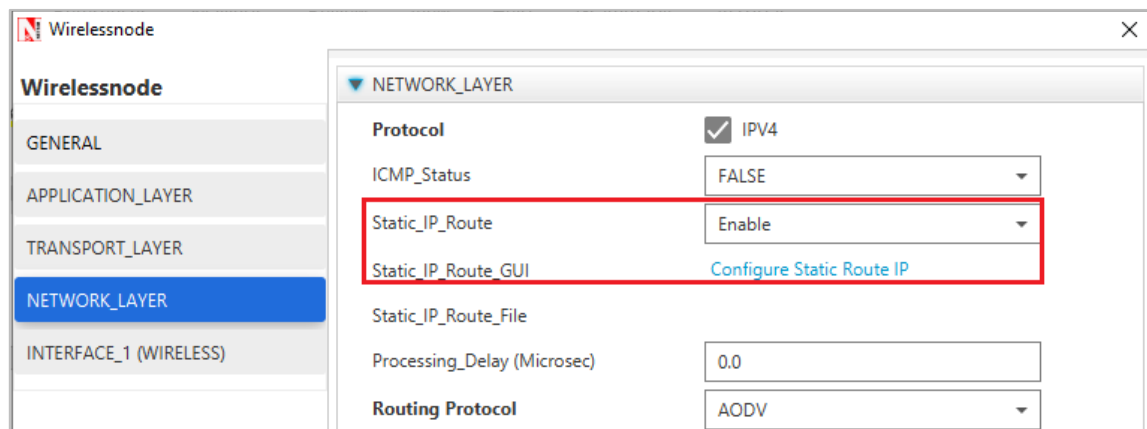 Wirelessnode
Wirelessnode
GENERAL
APPLICATION_LAYER
TRANSPORT_LAYER
NETWORK_LAYER
INTERFACE_1 (WIRELESS)
NETWORK_LAYER
Protocol IPV4
ICMP_Status FALSE
Static_IP_Route Enable
Static_IP_Route_GUI Configure Static Route IP
Static_IP_Route_File
Processing_Delay (Microsec) 0.0
Routing Protocol AODV